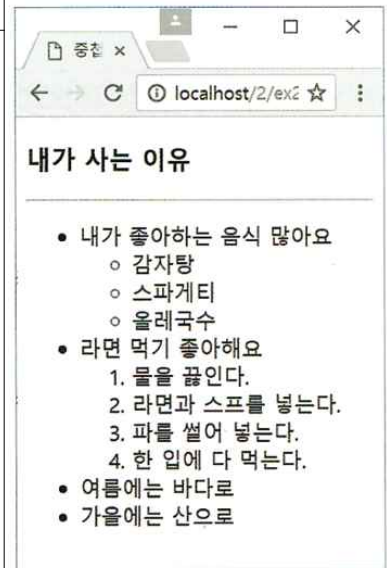 중첩
localhost/2/ex2
내가 사는 이유
• 내가 좋아하는 음식 많아요
○ 감자탕
○ 스파게티
○ 올레국수
• 라면 먹기 좋아해요
1. 물을 끓인다.
2. 라면과 스프를 넣는다.
3. 파를 썰어 넣는다.
4. 한 입에 다 먹는다.
• 여름에는 바다로
• 가을에는 산으로